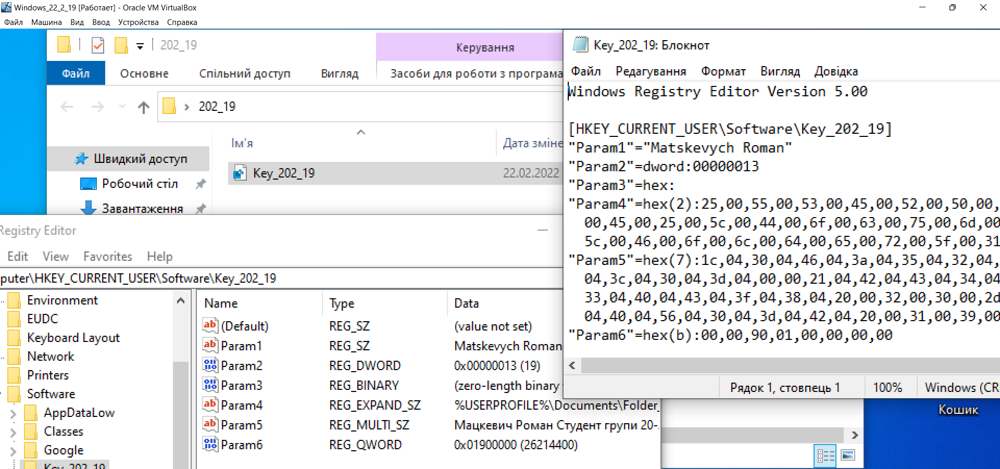 Windows_22_2_19 [Работает] - Oracle VM VirtualBox
Файл Машина Вид Ввод Устройства Справка
202_19
Керування
Файл Основне Спільний доступ Вигляд Засоби для роботи з програма
202_19
Ім'я Дата зміне
Швидкий доступ
Key_202_19 22.02.2022
Робочий стіл
Завантаження
Registry Editor
Edit View Favorites Help
puter\HKEY_CURRENT_USER\Software\Key_202_19
Environment
EUDC
Keyboard Layout
Network
Printers
Software
AppDataLow
Classes
Google
Key_202_19
Name Type Data
(Default) REG_SZ (value not set)
Param1 REG_SZ Matskevych Roman
Param2 REG_DWORD 0x00000013 (19)
Param3 REG_BINARY (zero-length binary
Param4 REG_EXPAND_SZ %USERPROFILE%\Documents\Folder_
Param5 REG_MULTI_SZ Мацкевич Роман Студент групи 20-
Param6 REG_QWORD 0x01900000 (26214400)
Key_202_19: Блокнот
Файл Редагування Формат Вигляд Довідка
Windows Registry Editor Version 5.00
[HKEY_CURRENT_USER\Software\Key_202_19]
"Param1"="Matskevych Roman"
"Param2"=dword:00000013
"Param3"=hex:
"Param4"=hex(2):25,00,55,00,53,00,45,00,52,00,50,00,
00,45,00,25,00,5c,00,44,00,6f,00,63,00,75,00,6d,00
5c,00,46,00,6f,00,6c,00,64,00,65,00,72,00,5f,00,31
"Param5"=hex(7):1c,04,30,04,46,04,3a,04,35,04,32,04,
04,3c,04,30,04,3d,04,00,00,21,04,42,04,43,04,34,04
33,04,40,04,43,04,3f,04,38,04,20,00,32,00,30,00,2d
04,40,04,56,04,30,04,3d,04,42,04,20,00,31,00,39,00
"Param6"=hex(b):00,00,90,01,00,00,00,00
Рядок 1, стовпець 1 100% Windows (CR
Кошик